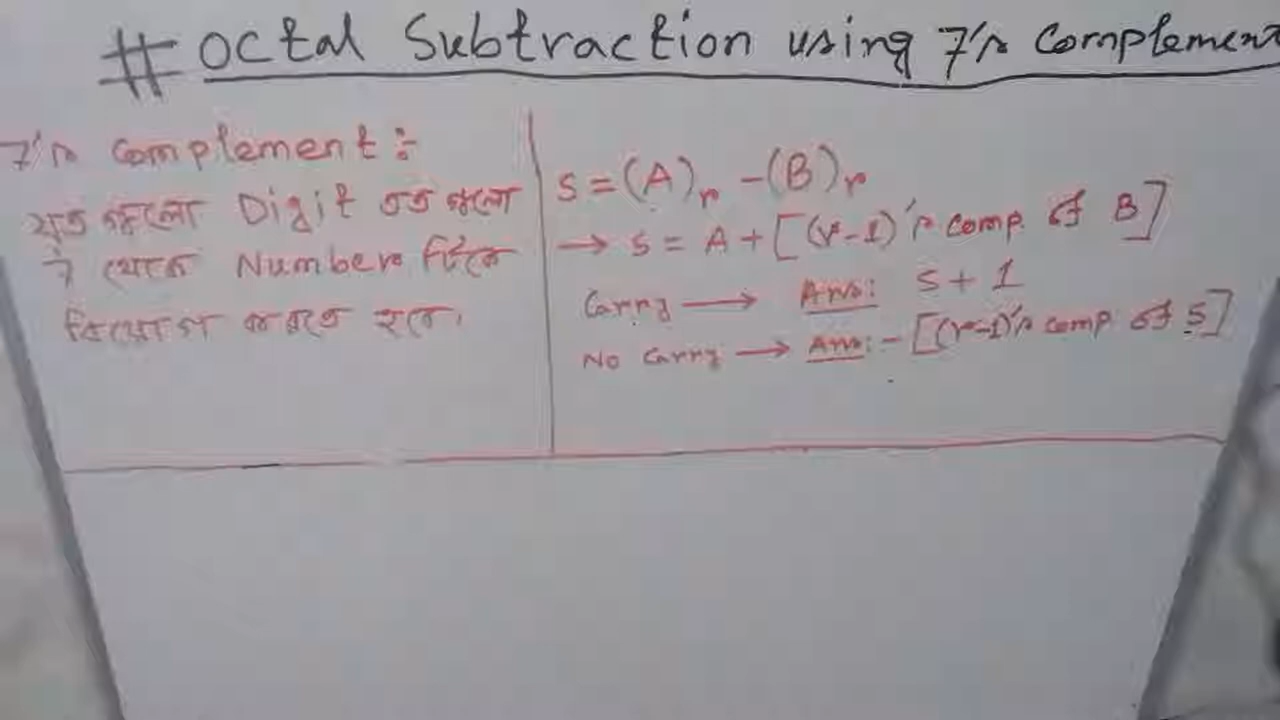 # Octal Subtraction using 7's Complement
7's Complement :-
যত গুলো Digit তত গুলো
7 থেকে Number টিকে
বিয়োগ করতে হবে।
S = (A)r - (B)r
→ S = A + [(r-1)'s comp. of B]
Carry → Ans: S + 1
No Carry → Ans: - [(r-1)'s comp. of S]